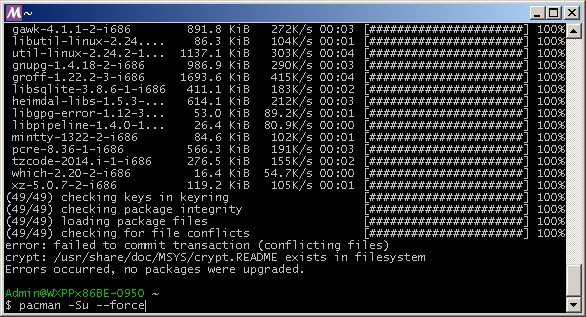 M ~
gawk-4.1.1-2-i686 891.8 KiB 272K/s 00:03 [######################] 100%
libutil-linux-2.24.... 86.3 KiB 104K/s 00:01 [######################] 100%
util-linux-2.24.2-1... 1137.1 KiB 303K/s 00:04 [######################] 100%
gnupg-1.4.18-2-i686 986.9 KiB 290K/s 00:03 [######################] 100%
groff-1.22.2-3-i686 1693.6 KiB 415K/s 00:04 [######################] 100%
libsqlite-3.8.6-1-i686 411.1 KiB 183K/s 00:02 [######################] 100%
heimdal-libs-1.5.3-... 614.1 KiB 212K/s 00:03 [######################] 100%
libgpg-error-1.12-3... 53.0 KiB 89.2K/s 00:01 [######################] 100%
libpipeline-1.4.0-1... 26.4 KiB 80.9K/s 00:00 [######################] 100%
mintty-1322-2-i686 84.6 KiB 102K/s 00:01 [######################] 100%
pcre-8.36-1-i686 566.3 KiB 191K/s 00:03 [######################] 100%
tzcode-2014.i-1-i686 276.5 KiB 155K/s 00:02 [######################] 100%
which-2.20-2-i686 16.4 KiB 54.7K/s 00:00 [######################] 100%
xz-5.0.7-2-i686 119.2 KiB 105K/s 00:01 [######################] 100%
(49/49) checking keys in keyring [######################] 100%
(49/49) checking package integrity [######################] 100%
(49/49) loading package files [######################] 100%
(49/49) checking for file conflicts [######################] 100%
error: failed to commit transaction (conflicting files)
crypt: /usr/share/doc/MSYS/crypt.README exists in filesystem
Errors occurred, no packages were upgraded.
Admin@WXPPx86BE-0950 ~
$ pacman -Su --force